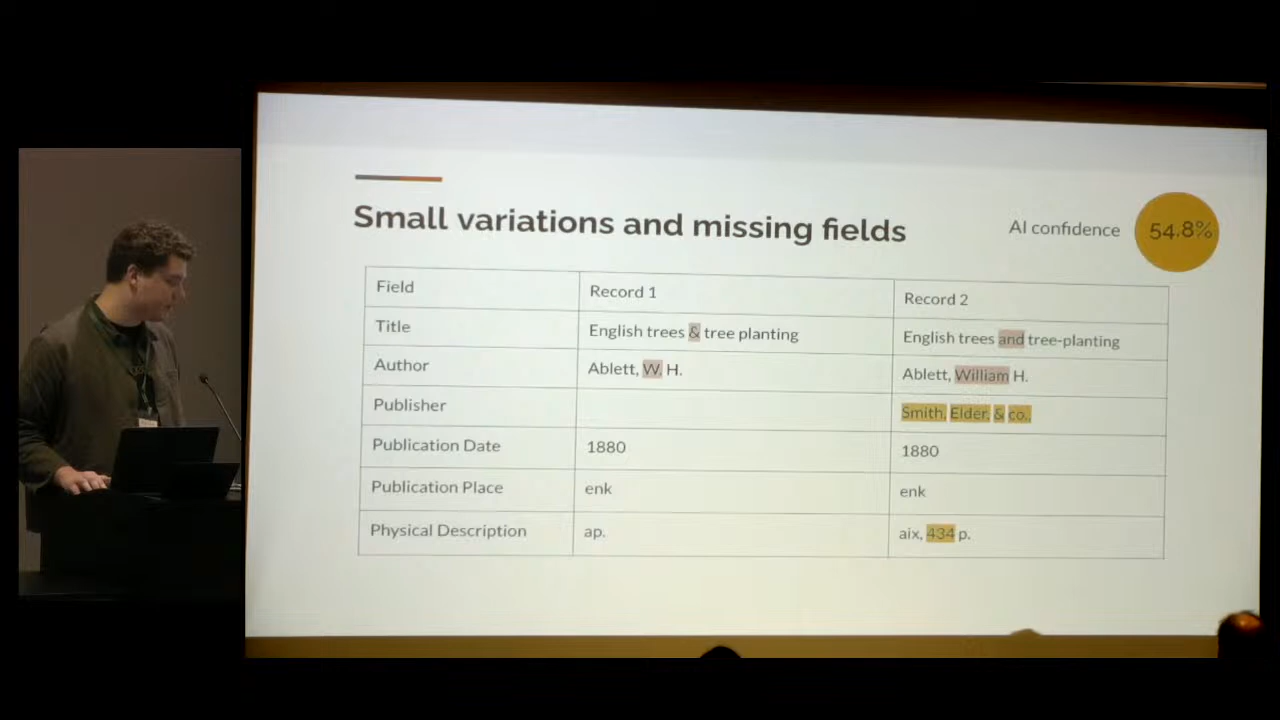 Small variations and missing fields
AI confidence
54.8%
Field Record 1 Record 2
Title English trees & tree planting English trees and tree-planting
Author Ablett, W. H. Ablett, William H.
Publisher Smith, Elder, & co..
Publication Date 1880 1880
Publication Place enk enk
Physical Description ap. aix, 434 p.